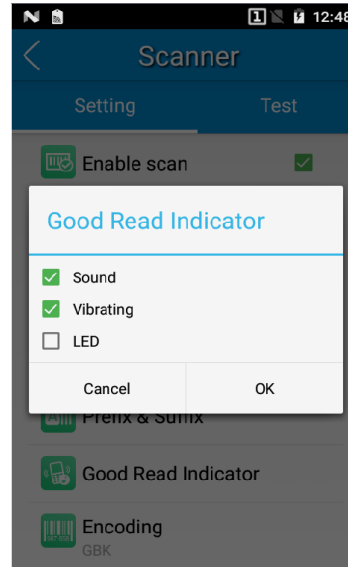 12:48
Scanner
Setting
Test
Enable scan
Good Read Indicator
Sound
Vibrating
LED
Cancel
OK
Prefix & Suffix
Good Read Indicator
Encoding
GBK